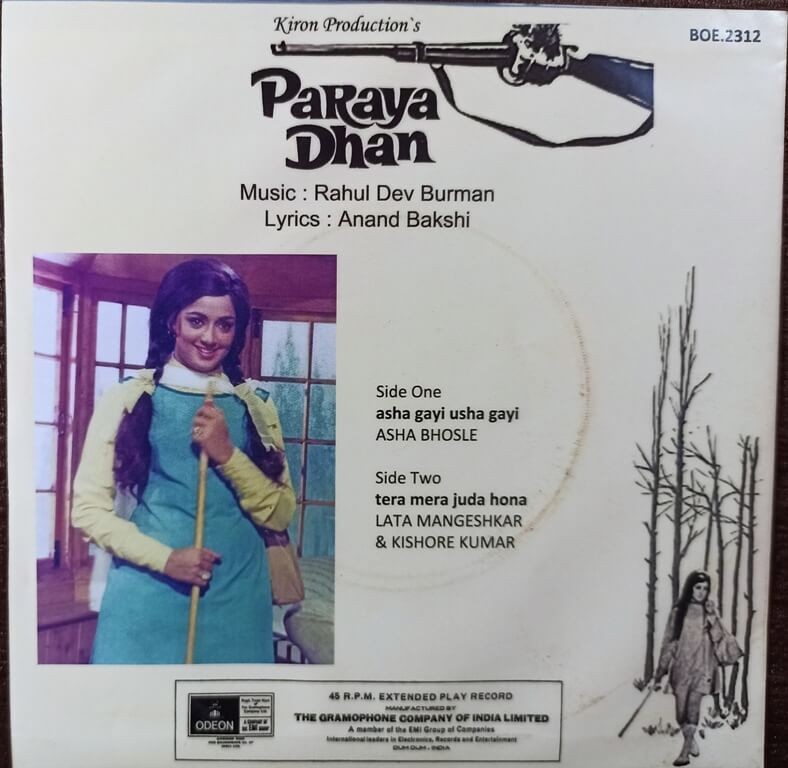 Kiron Production`s
BOE.2312
PaRaya
Dhan
Music : Rahul Dev Burman
Lyrics : Anand Bakshi
Side One
asha gayi usha gayi
ASHA BHOSLE
Side Two
tera mera juda hona
LATA MANGESHKAR
& KISHORE KUMAR
ODEON
45 R.P.M. EXTENDED PLAY RECORD
MANUFACTURED BY
THE GRAMOPHONE COMPANY OF INDIA LIMITED
A member of the EMI Group of Companies
International leaders in Electronics, Records and Entertainment
DUM DUM - INDIA